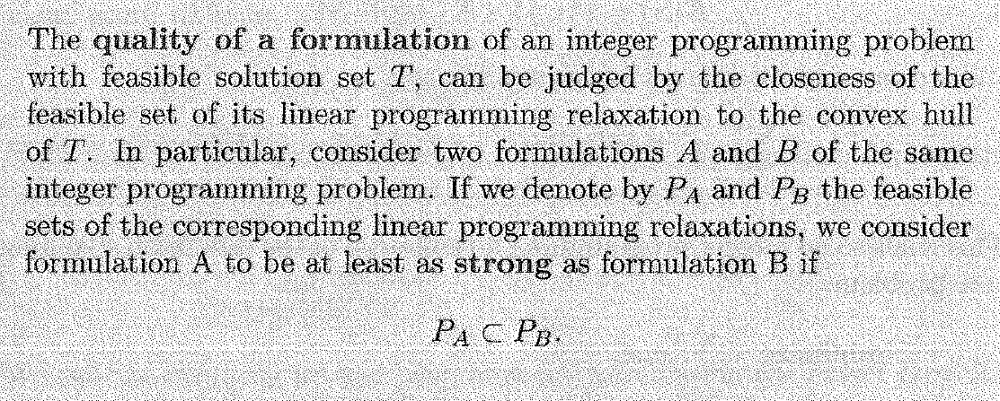 The quality of a formulation of an integer programming problem
with feasible solution set T, can be judged by the closeness of the
feasible set of its linear programming relaxation to the convex hull
of T. In particular, consider two formulations A and B of the same
integer programming problem. If we denote by P_A and P_B the feasible
sets of the corresponding linear programming relaxations, we consider
formulation A to be at least as strong as formulation B if
P_A ⊂ P_B.